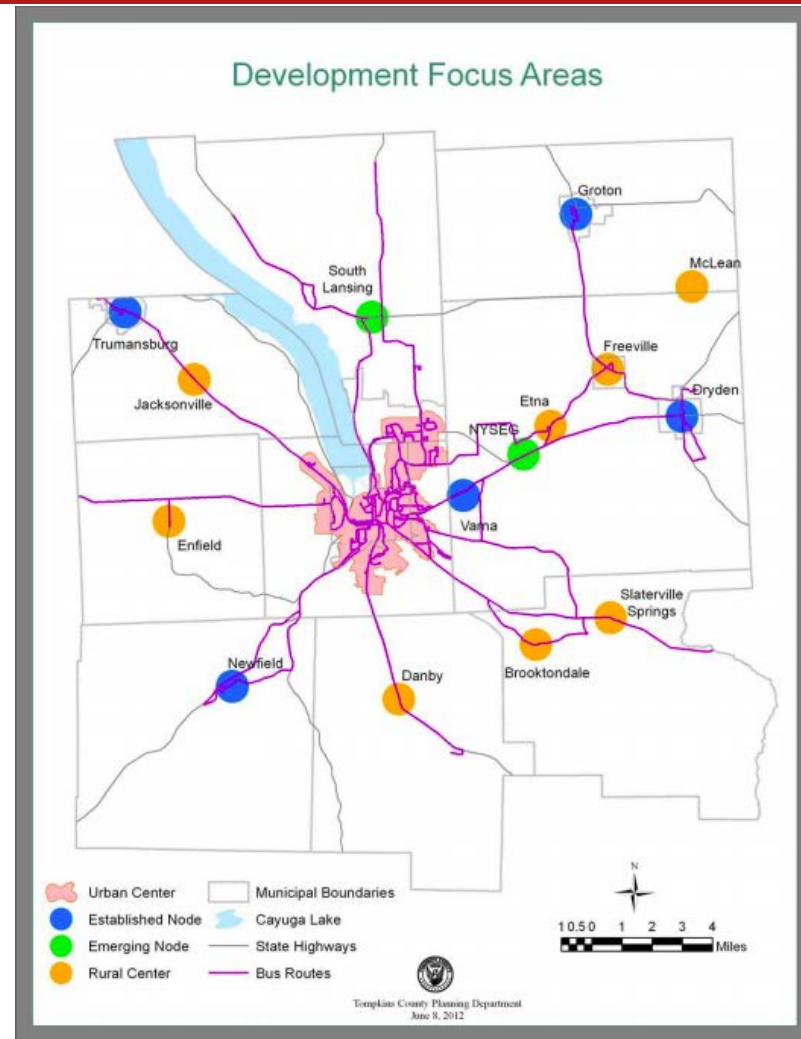 Development Focus Areas
Groton
McLean
South
Lansing
Trumansburg
Freeville
Jacksonville
Dryden
Etna
NYSEG
Varna
Enfield
Slaterville
Springs
Newfield
Danby
Brooktondale
N
Urban Center
Municipal Boundaries
Established Node
Cayuga Lake
1 0.5 0 1 2 3 4
Emerging Node
State Highways
Miles
Rural Center
Bus Routes
Tompkins County Planning Department
June 8, 2012